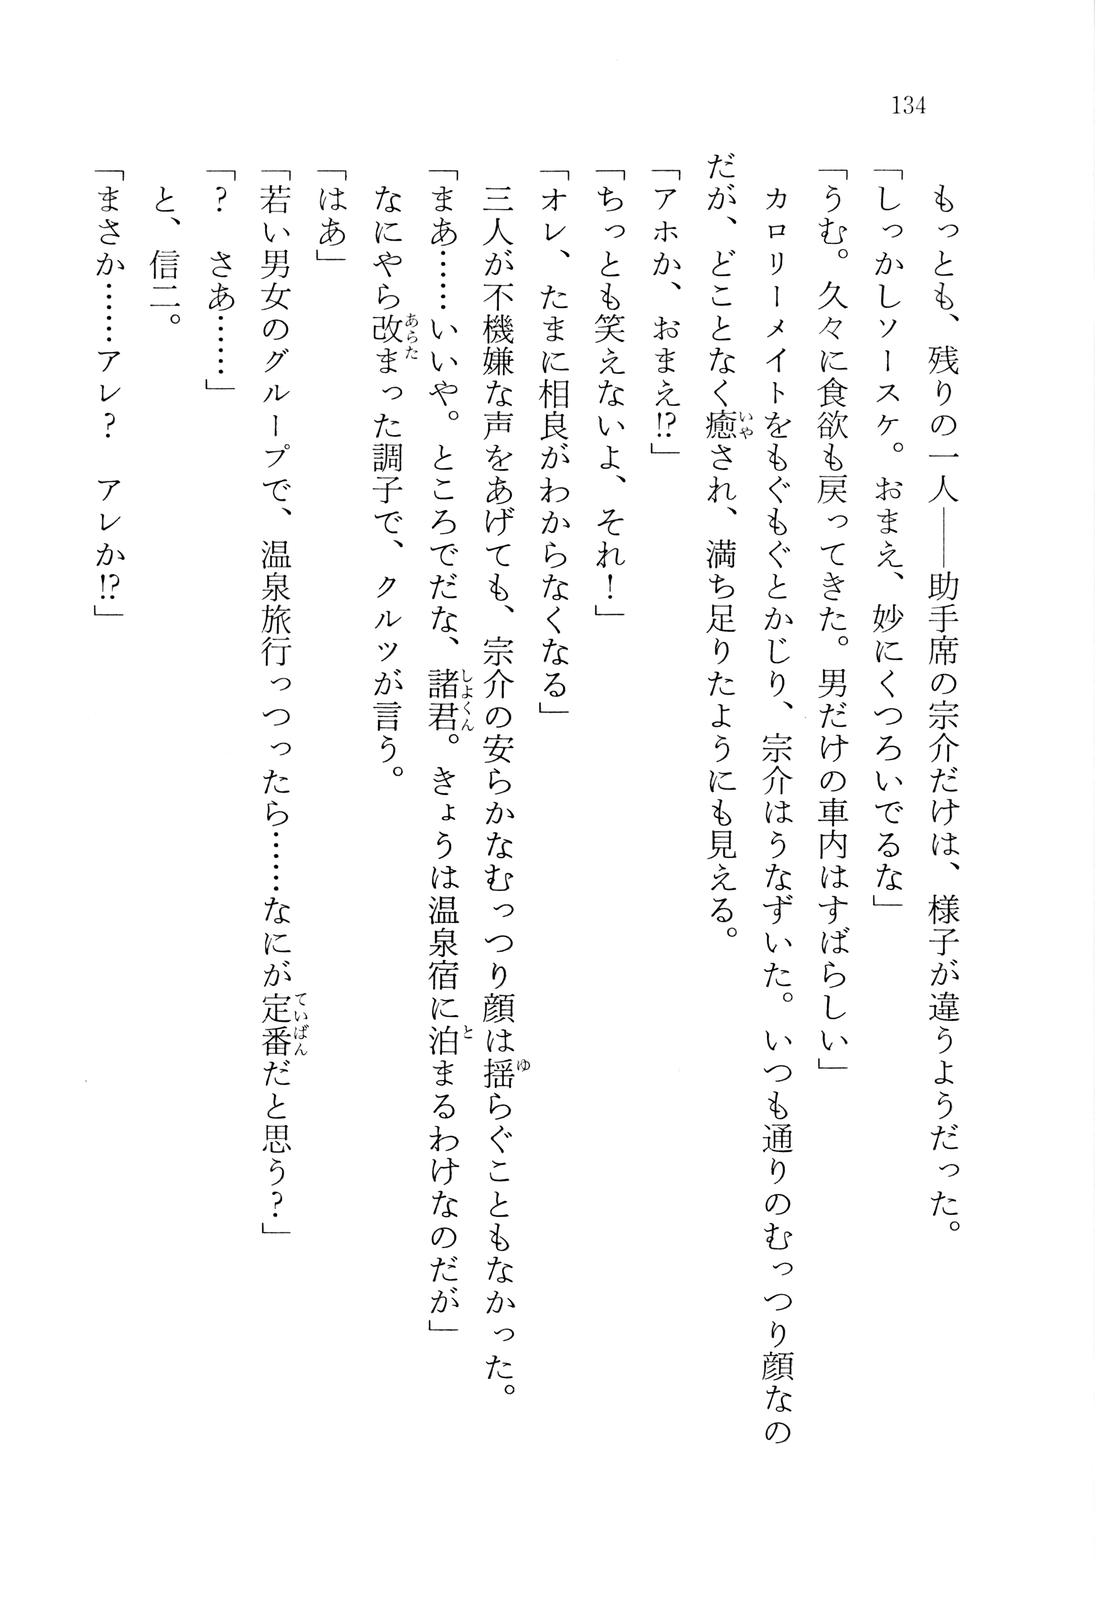 134
　もっとも、残りの一人――助手席の宗介だけは、様子が違うようだった。
「しっかしソースケ。おまえ、妙にくつろいでるな」
「うむ。久々に食欲も戻ってきた。男だけの車内はすばらしい」
　カロリーメイトをもぐもぐとかじり、宗介はうなずいた。いつも通りのむっつり顔なの
だが、どことなく癒され、満ち足りたようにも見える。
「アホか、おまえ!?」
「ちっとも笑えないよ、それ！」
「オレ、たまに相良がわからなくなる」
　三人が不機嫌な声をあげても、宗介の安らかなむっつり顔は揺らぐこともなかった。
「まあ……いいや。ところでだな、諸君。きょうは温泉宿に泊まるわけなのだが」
　なにやら改まった調子で、クルツが言う。
「はあ」
「若い男女のグループで、温泉旅行っつったら……なにが定番だと思う？」
「？　さあ……」
　と、信二。
「まさか……アレ？　アレか!?」